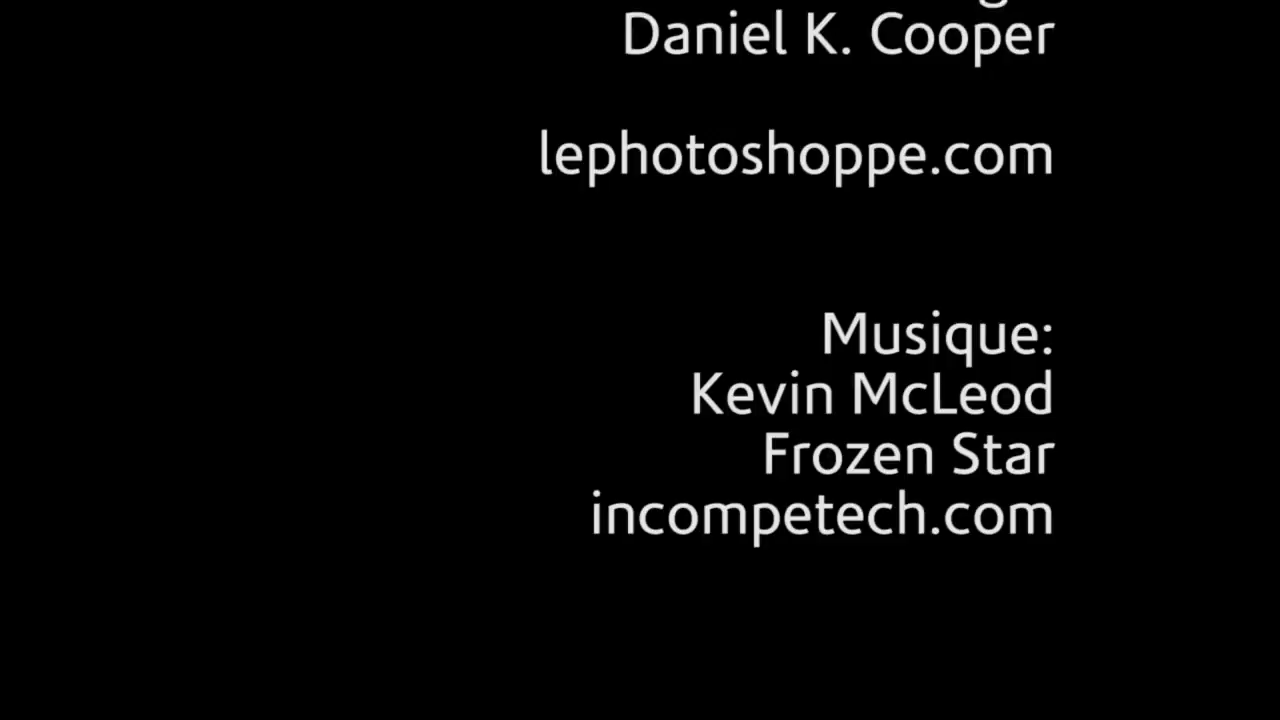 Daniel K. Cooper
lephotoshoppe.com
Musique:
Kevin McLeod
Frozen Star
incompetech.com